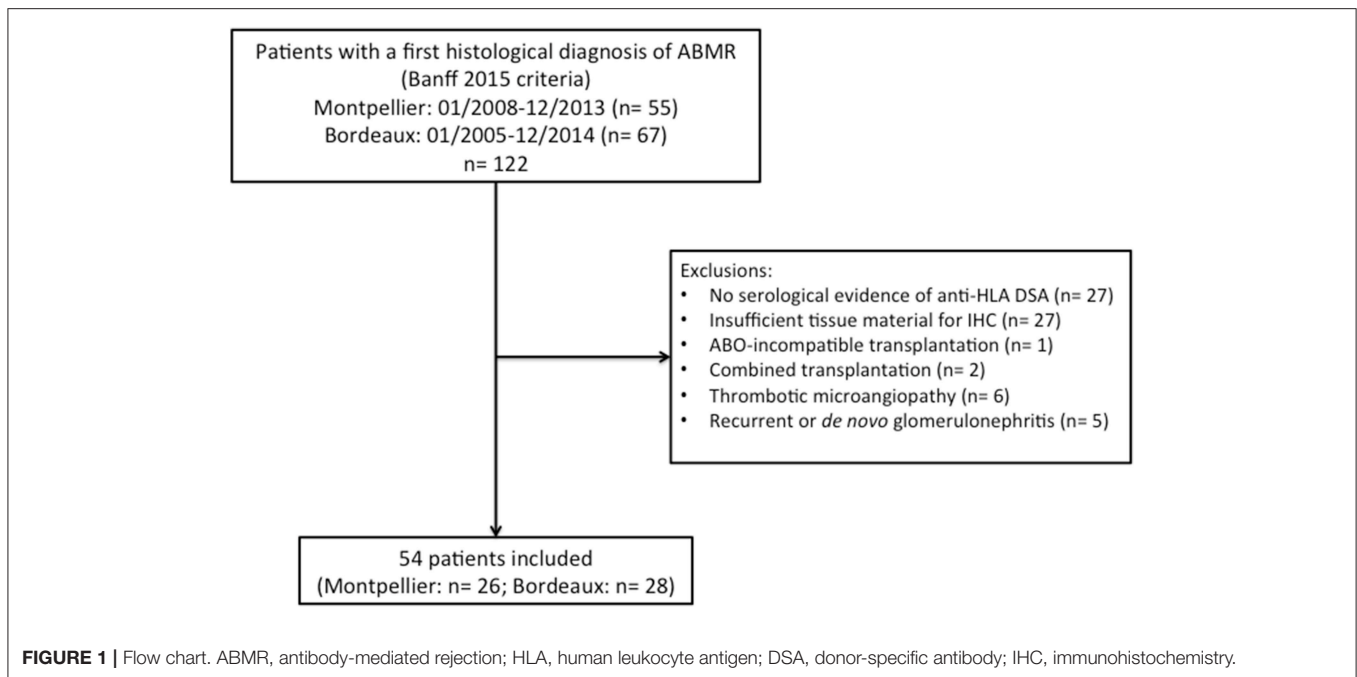 Patients with a first histological diagnosis of ABMR
(Banff 2015 criteria)
Montpellier: 01/2008-12/2013 (n= 55)
Bordeaux: 01/2005-12/2014 (n= 67)
n= 122
Exclusions:
• No serological evidence of anti-HLA DSA (n= 27)
• Insufficient tissue material for IHC (n= 27)
• ABO-incompatible transplantation (n= 1)
• Combined transplantation (n= 2)
• Thrombotic microangiopathy (n= 6)
• Recurrent or de novo glomerulonephritis (n= 5)
54 patients included
(Montpellier: n= 26; Bordeaux: n= 28)
FIGURE 1 | Flow chart. ABMR, antibody-mediated rejection; HLA, human leukocyte antigen; DSA, donor-specific antibody; IHC, immunohistochemistry.